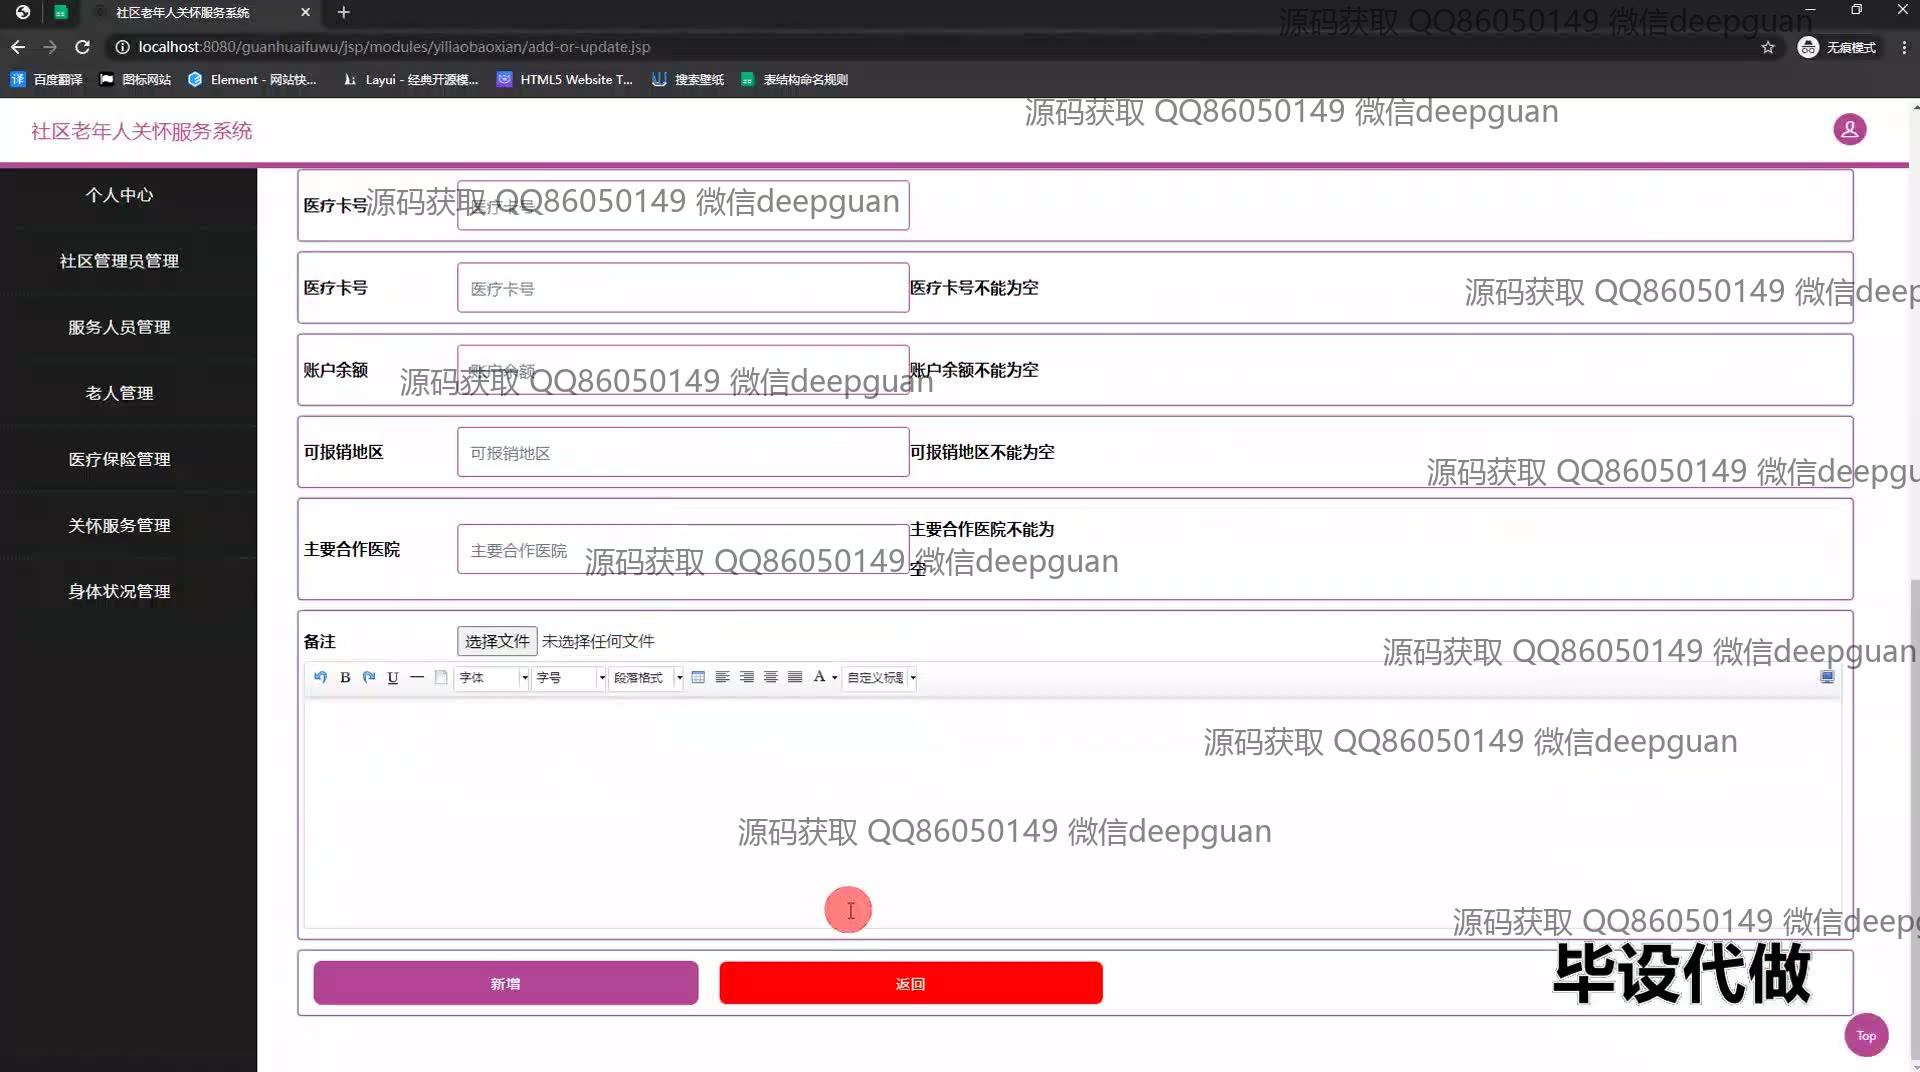 社区老年人关怀服务系统
源码获取 QQ86050149 微信deepguan
localhost:8080/guanhuaifuwu/jsp/modules/yiliaobaoxian/add-or-update.jsp
无痕模式
百度翻译
图标网站
Element - 网站快...
Layui - 经典开源模...
HTML5 Website T...
搜索壁纸
表结构命名规则
源码获取 QQ86050149 微信deepguan
社区老年人关怀服务系统
个人中心
社区管理员管理
服务人员管理
老人管理
医疗保险管理
关怀服务管理
身体状况管理
医疗卡号
医疗卡号
源码获取 QQ86050149 微信deepguan
医疗卡号
医疗卡号
医疗卡号不能为空
源码获取 QQ86050149 微信deep
账户余额
账户余额
账户余额不能为空
源码获取 QQ86050149 微信deepguan
可报销地区
可报销地区
可报销地区不能为空
源码获取 QQ86050149 微信deepgu
主要合作医院
主要合作医院
主要合作医院不能为
空
源码获取 QQ86050149 微信deepguan
备注
选择文件 未选择任何文件
源码获取 QQ86050149 微信deepguan
B U 字体 字号 段落格式 A 自定义标题
源码获取 QQ86050149 微信deepguan
源码获取 QQ86050149 微信deepguan
源码获取 QQ86050149 微信deep
毕设代做
新增
返回
Top